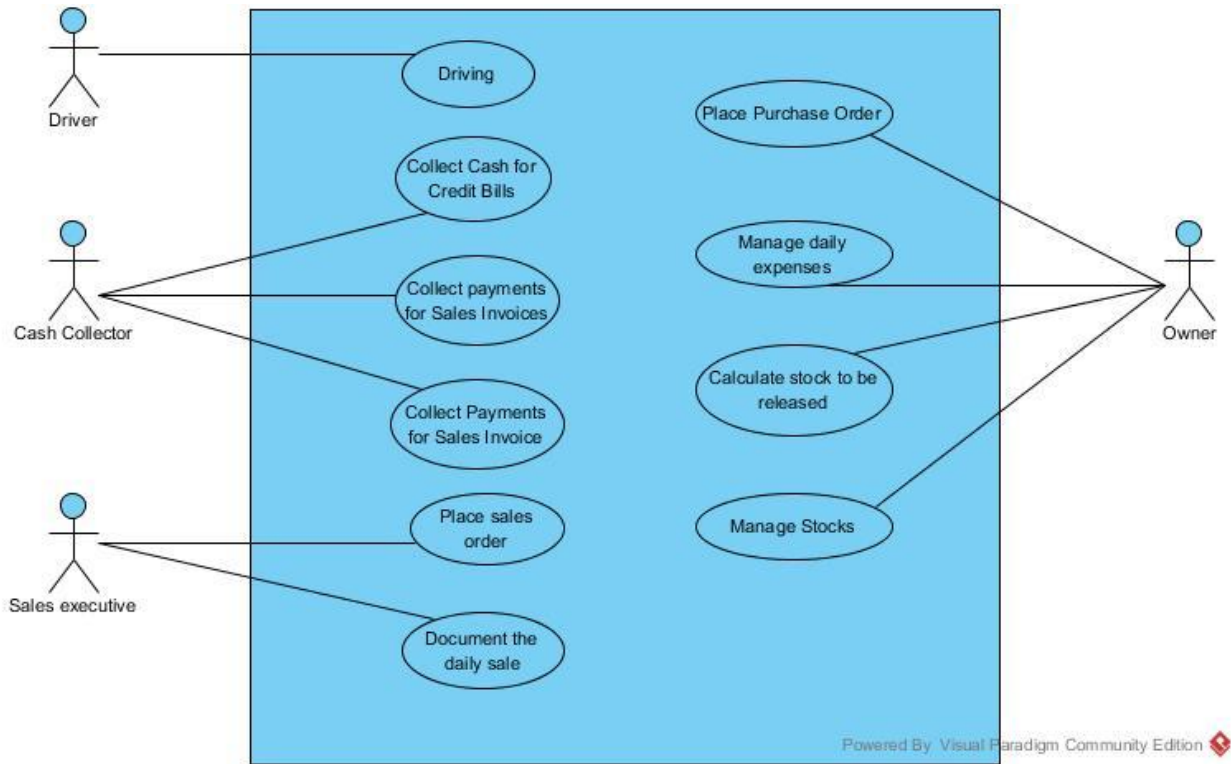 Driver
Driving
Collect Cash for
Credit Bills
Cash Collector
Collect payments
for Sales Invoices
Collect Payments
for Sales Invoice
Sales executive
Place sales
order
Document the
daily sale
Place Purchase Order
Manage daily
expenses
Calculate stock to be
released
Manage Stocks
Owner
Powered By Visual Paradigm Community Edition